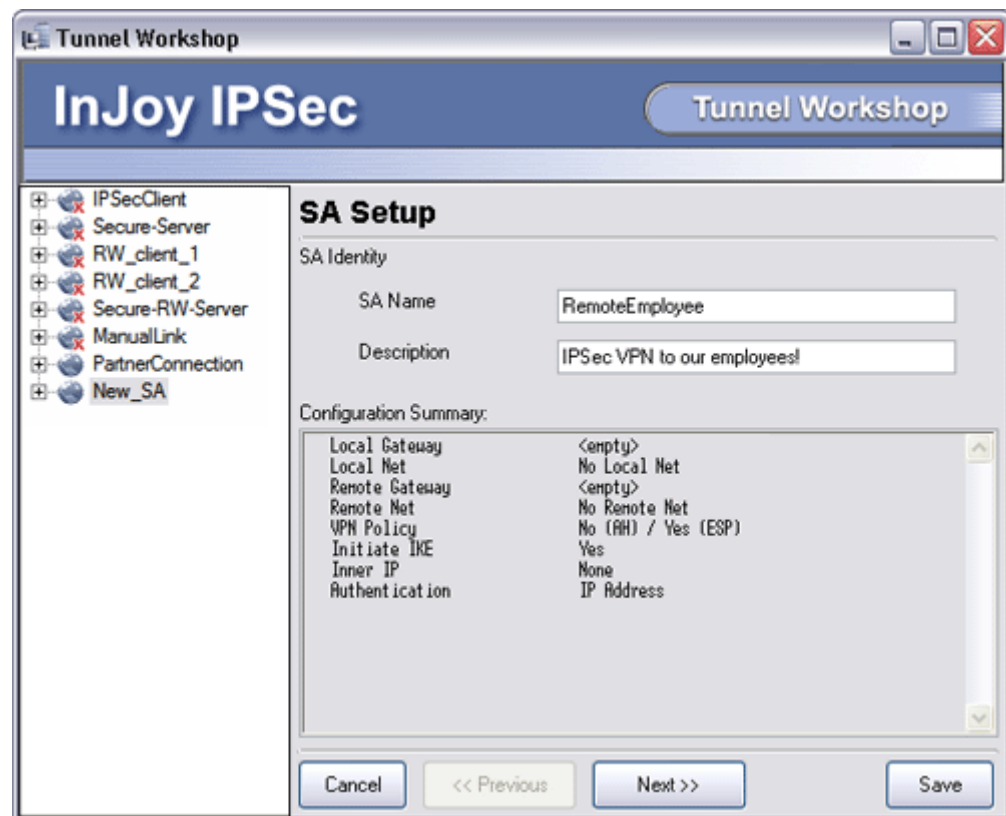 Tunnel Workshop
InJoy IPSec
Tunnel Workshop
IPSecClient
Secure-Server
RW_client_1
RW_client_2
Secure-RW-Server
ManualLink
PartnerConnection
New_SA
SA Setup
SA Identity
SA Name RemoteEmployee
Description IPSec VPN to our employees!
Configuration Summary:
Local Gateway <empty>
Local Net No Local Net
Remote Gateway <empty>
Remote Net No Remote Net
VPN Policy No (AH) / Yes (ESP)
Initiate IKE Yes
Inner IP None
Authentication IP Address
Cancel << Previous Next >> Save